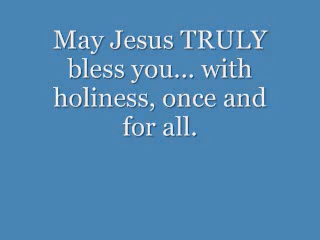 May Jesus TRULY
bless you... with
holiness, once and
for all.